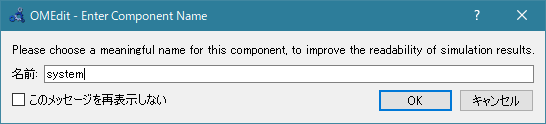 OMEdit - Enter Component Name
Please choose a meaningful name for this component, to improve the readability of simulation results.
名前: system
このメッセージを再表示しない
OK
キャンセル